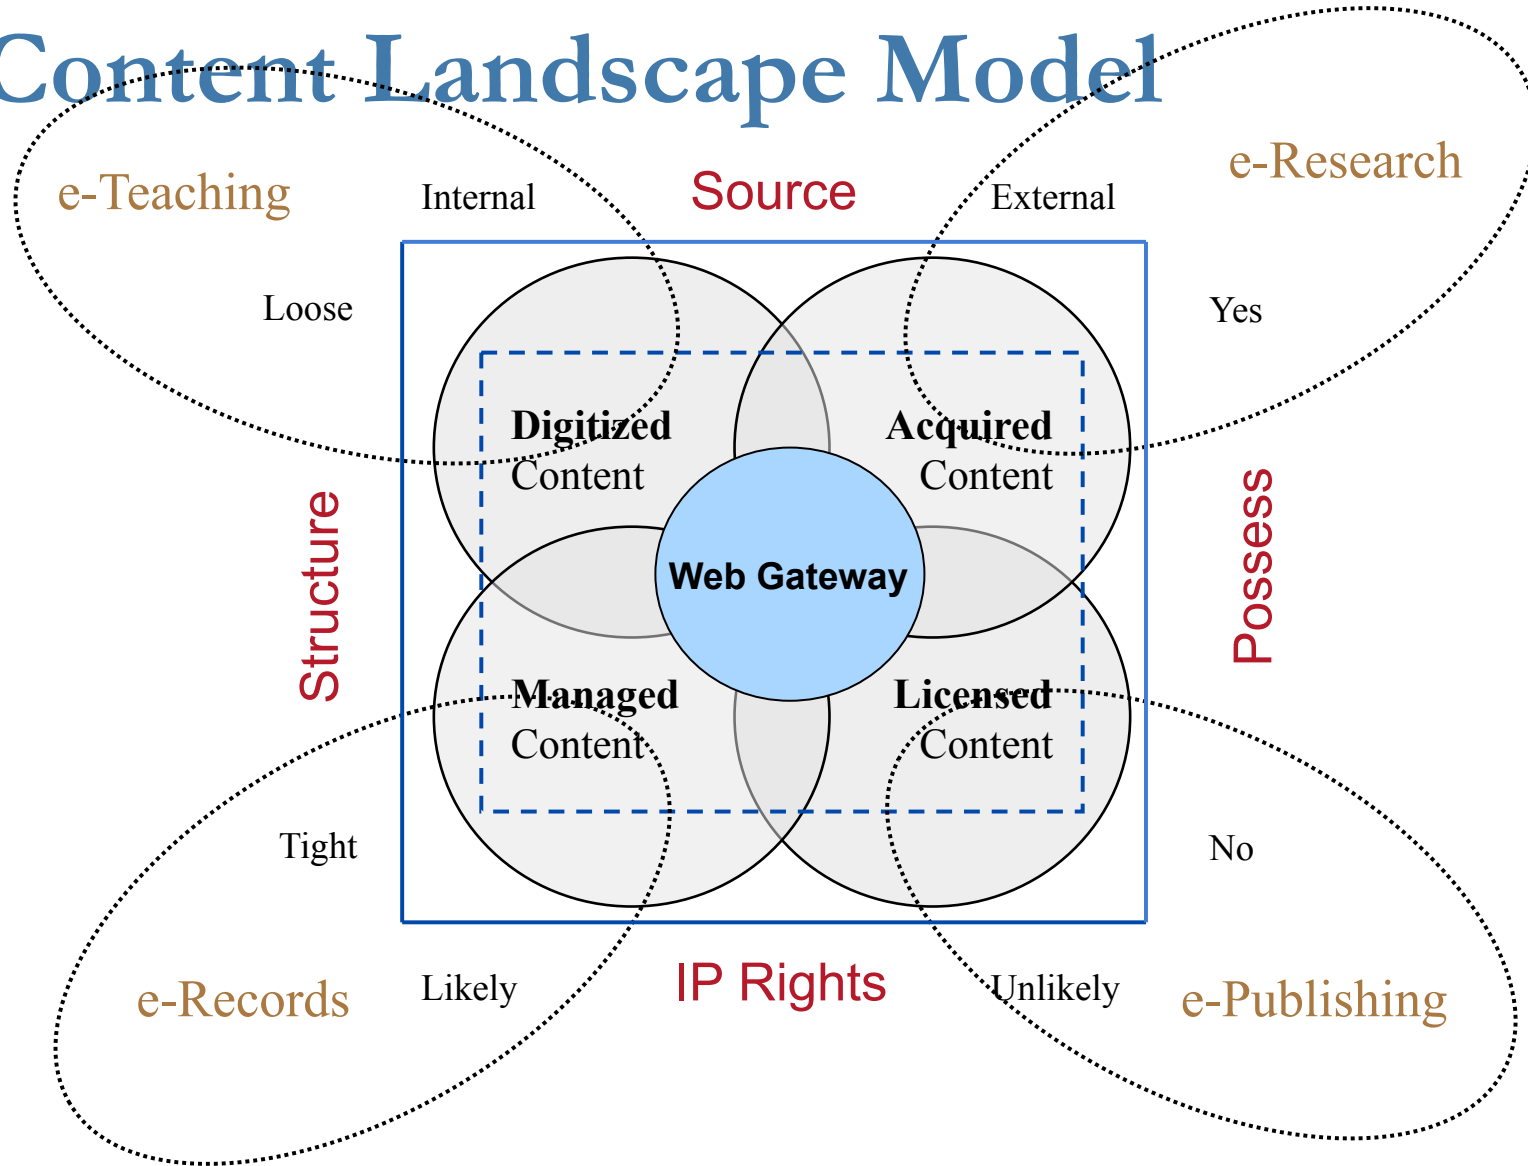 Content Landscape Model
e-Teaching
Internal
Source
External
e-Research
Loose
Yes
Digitized
Content
Acquired
Content
Structure
Web Gateway
Possess
Managed
Content
Licensed
Content
Tight
No
e-Records
Likely
IP Rights
Unlikely
e-Publishing